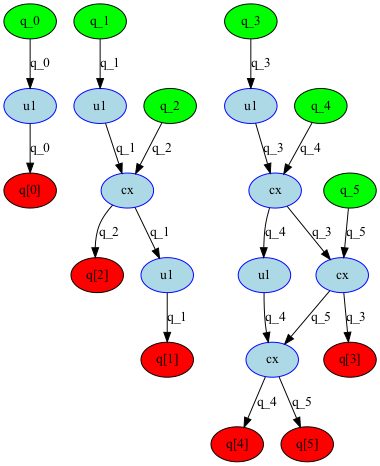 q_0 q_1 q_3
q_0 q_1 q_3
u1 u1 q_2 u1 q_4
q_0 q_1 q_2 q_3 q_4
q[0] cx cx q_5
q_2 q_1 q_4 q_3 q_5
q[2] u1 u1 cx
q_1 q_4 q_5 q_3
q[1] cx q[3]
q_4 q_5
q[4] q[5]